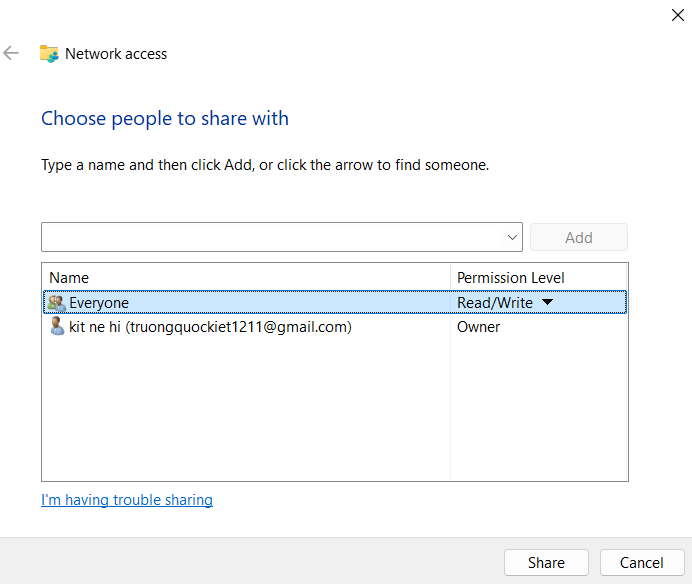 Network access
Choose people to share with
Type a name and then click Add, or click the arrow to find someone.
Add
Name Permission Level
Everyone Read/Write
kit ne hi (truongquockiet1211@gmail.com) Owner
I'm having trouble sharing
Share Cancel